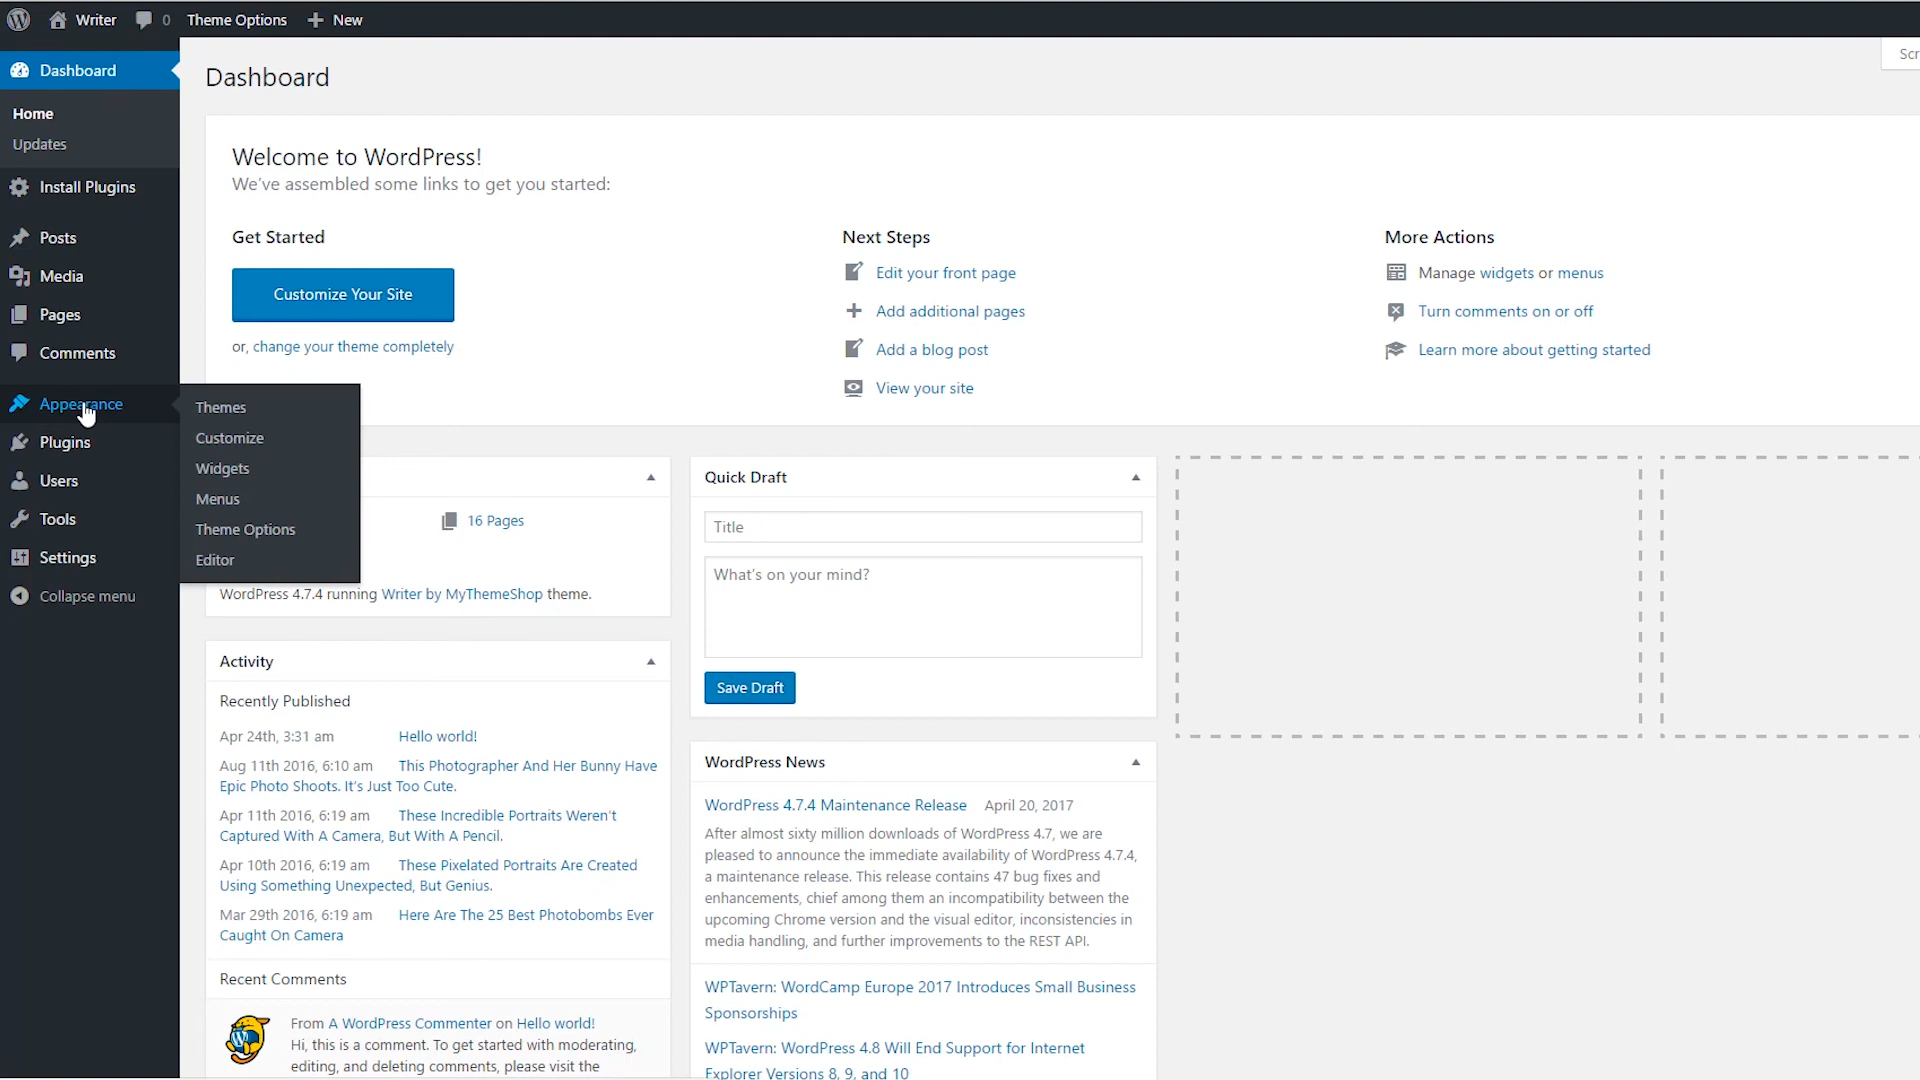 Writer 0 Theme Options New
Dashboard
Home
Updates
Install Plugins
Posts
Media
Pages
Comments
Appearance
Plugins
Users
Tools
Settings
Collapse menu
Themes
Customize
Widgets
Menus
Theme Options
Editor
Dashboard
Scr
Welcome to WordPress!
We've assembled some links to get you started:
Get Started
Customize Your Site
or, change your theme completely
Next Steps
Edit your front page
Add additional pages
Add a blog post
View your site
More Actions
Manage widgets or menus
Turn comments on or off
Learn more about getting started
16 Pages
WordPress 4.7.4 running Writer by MyThemeShop theme.
Activity
Recently Published
Apr 24th, 3:31 am Hello world!
Aug 11th 2016, 6:10 am This Photographer And Her Bunny Have
Epic Photo Shoots. It's Just Too Cute.
Apr 11th 2016, 6:19 am These Incredible Portraits Weren't
Captured With A Camera, But With A Pencil.
Apr 10th 2016, 6:19 am These Pixelated Portraits Are Created
Using Something Unexpected, But Genius.
Mar 29th 2016, 6:19 am Here Are The 25 Best Photobombs Ever
Caught On Camera
Recent Comments
From A WordPress Commenter on Hello world!
Hi, this is a comment. To get started with moderating,
editing, and deleting comments, please visit the
Quick Draft
Title
What's on your mind?
Save Draft
WordPress News
WordPress 4.7.4 Maintenance Release April 20, 2017
After almost sixty million downloads of WordPress 4.7, we are
pleased to announce the immediate availability of WordPress 4.7.4,
a maintenance release. This release contains 47 bug fixes and
enhancements, chief among them an incompatibility between the
upcoming Chrome version and the visual editor, inconsistencies in
media handling, and further improvements to the REST API.
WPTavern: WordCamp Europe 2017 Introduces Small Business
Sponsorships
WPTavern: WordPress 4.8 Will End Support for Internet
Explorer Versions 8, 9, and 10